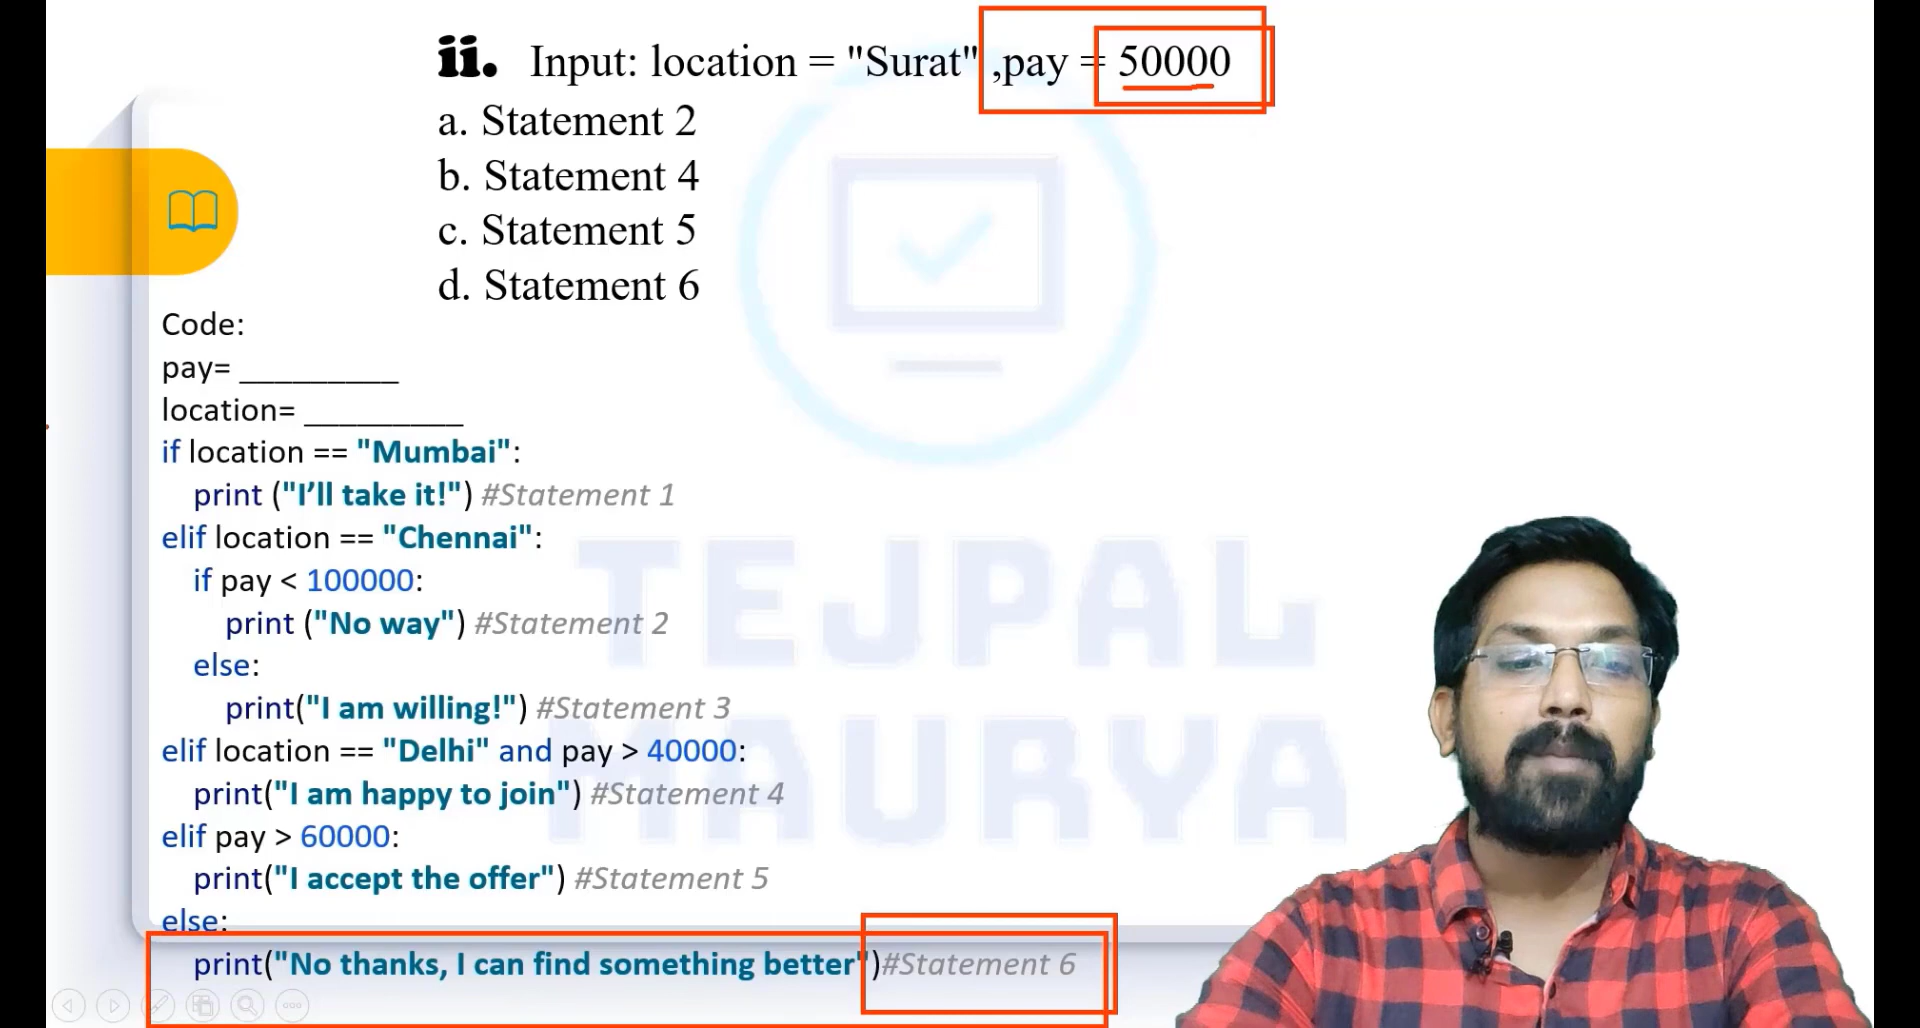 ii. Input: location = "Surat" ,pay = 50000
a. Statement 2
b. Statement 4
c. Statement 5
d. Statement 6
Code:
pay= _________
location= _________
if location == "Mumbai":
print ("I’ll take it!") #Statement 1
elif location == "Chennai":
if pay < 100000:
print ("No way") #Statement 2
else:
print("I am willing!") #Statement 3
elif location == "Delhi" and pay > 40000:
print("I am happy to join") #Statement 4
elif pay > 60000:
print("I accept the offer") #Statement 5
else:
print("No thanks, I can find something better")#Statement 6
TEJPAL
MAURYA